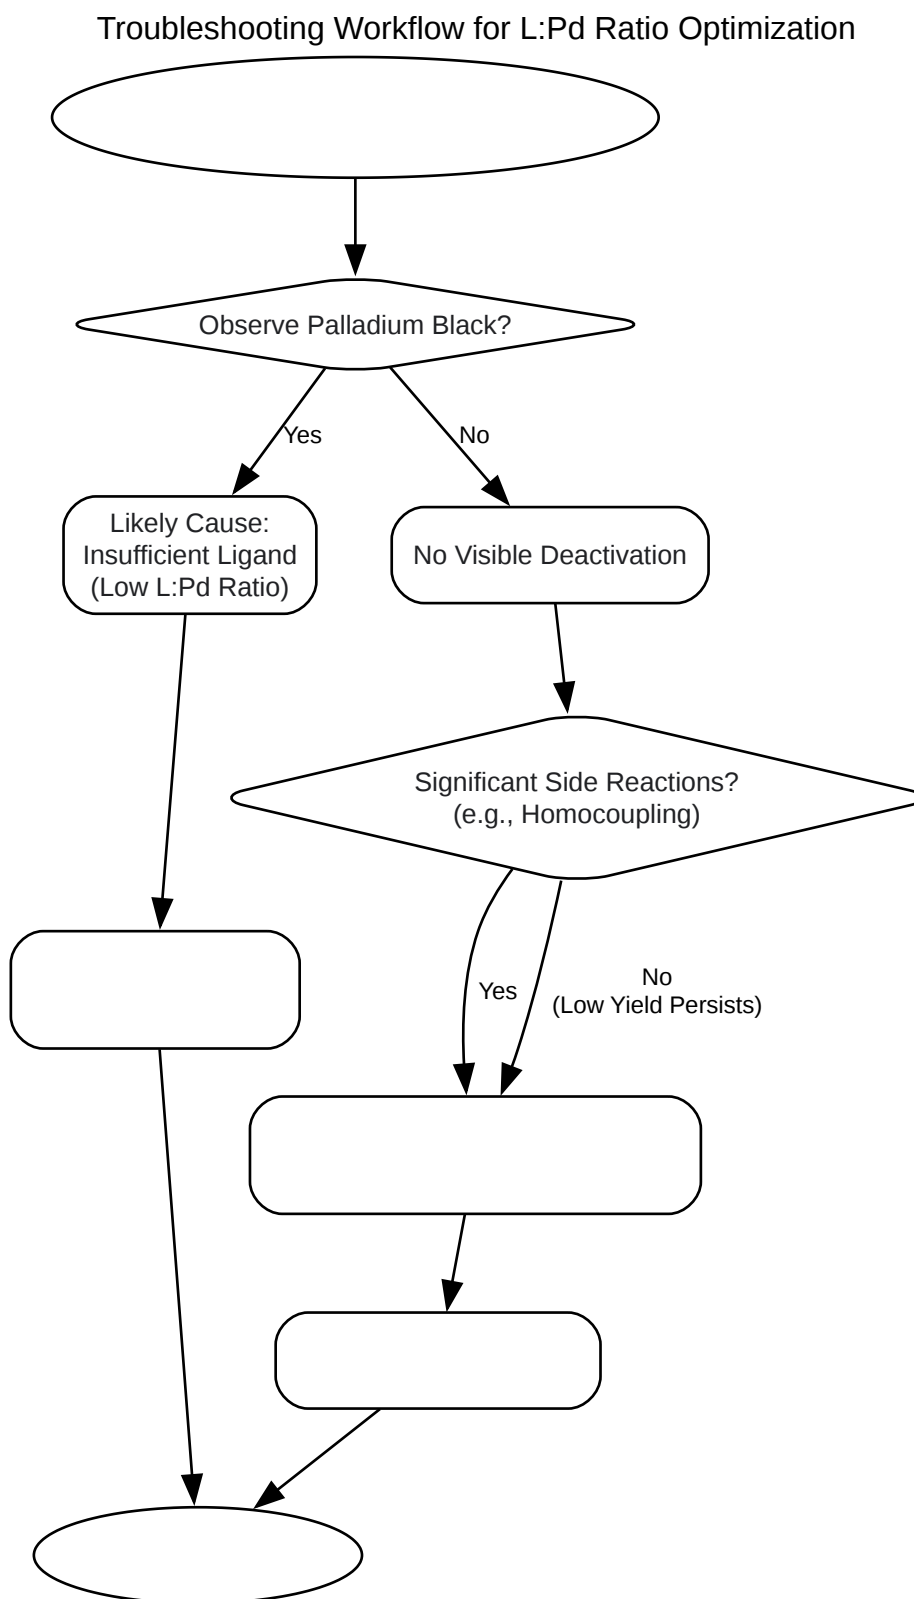 Troubleshooting Workflow for L:Pd Ratio Optimization
Observe Palladium Black?
Yes
No
Likely Cause:
Insufficient Ligand
(Low L:Pd Ratio)
No Visible Deactivation
Significant Side Reactions?
(e.g., Homocoupling)
Yes
No
(Low Yield Persists)